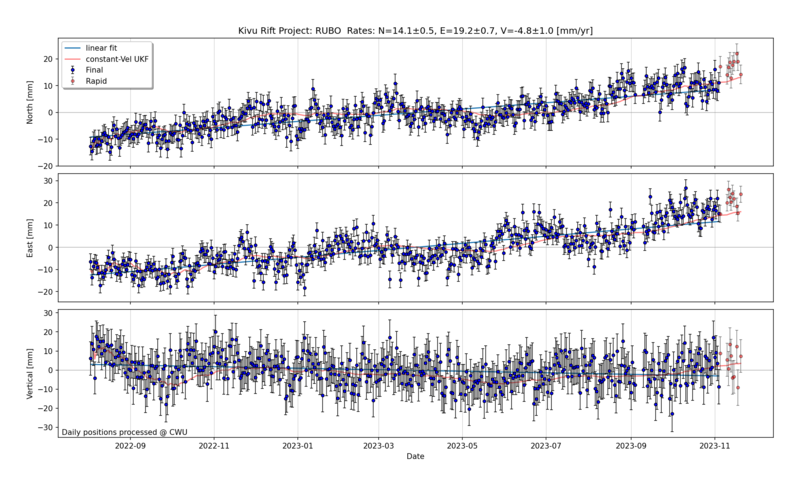 Kivu Rift Project: RUBO  Rates: N=14.1±0.5, E=19.2±0.7, V=-4.8±1.0 [mm/yr]
linear fit
constant-Vel UKF
Final
Rapid
North [mm]
20
10
0
−10
−20
East [mm]
30
20
10
0
−10
−20
Vertical [mm]
30
20
10
0
−10
−20
−30
Daily positions processed @ CWU
2022-09 2022-11 2023-01 2023-03 2023-05 2023-07 2023-09 2023-11
Date